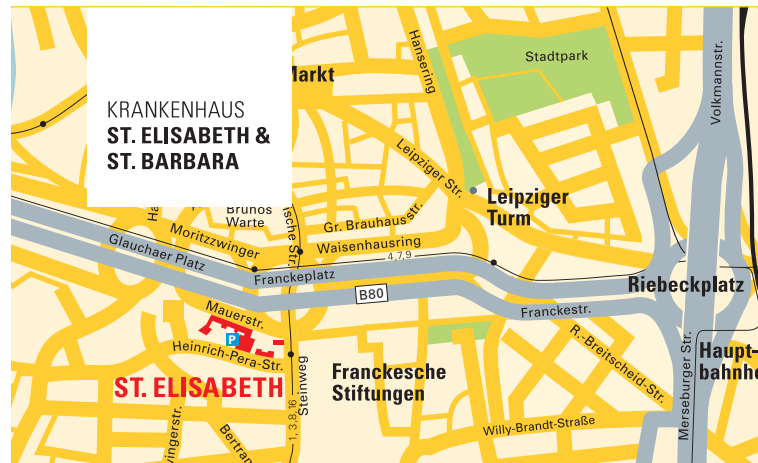 KRANKENHAUS
ST. ELISABETH &
ST. BARBARA
Markt
Hansering
Stadtpark
Volkmannstr.
Leipziger Str.
Leipziger
Turm
Brunos
Warte
Gr. Brauhausstr.
Waisenhausring
Moritzzwinger
Glauchaer Platz
4,7,9
Franckeplatz
B80
Riebeckplatz
Franckestr.
Mauerstr.
P
Heinrich-Pera-Str.
ST. ELISABETH
Steinweg
1, 3, 8, 16
Franckesche
Stiftungen
R.-Breitscheid-Str.
Merseburger Str.
Haupt-
bahnho
Willy-Brandt-Straße